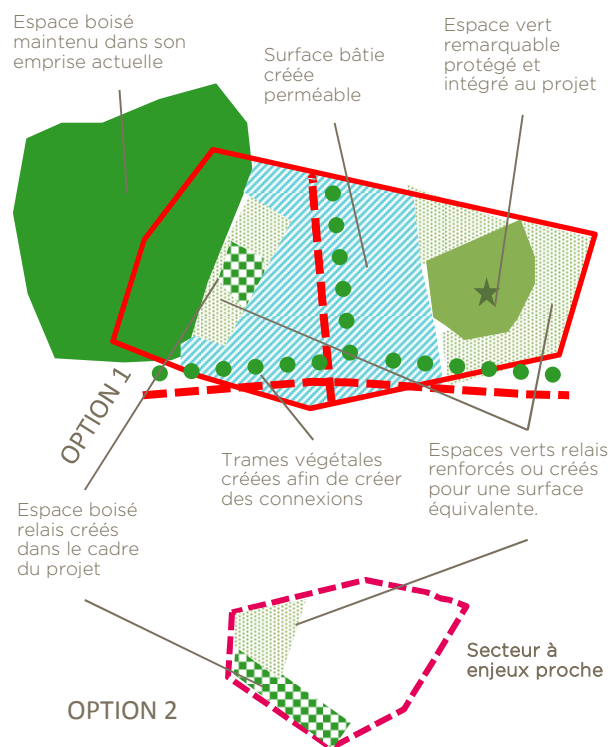 Espace boisé
maintenu dans son
emprise actuelle
Surface bâtie
créée
perméable
Espace vert
remarquable
protégé et
intégré au projet
OPTION 1
Trames végétales
créées afin de créer
des connexions
Espaces verts relais
renforcés ou créés
pour une surface
équivalente.
Espace boisé
relais créés
dans le cadre
du projet
Secteur à
enjeux proche
OPTION 2